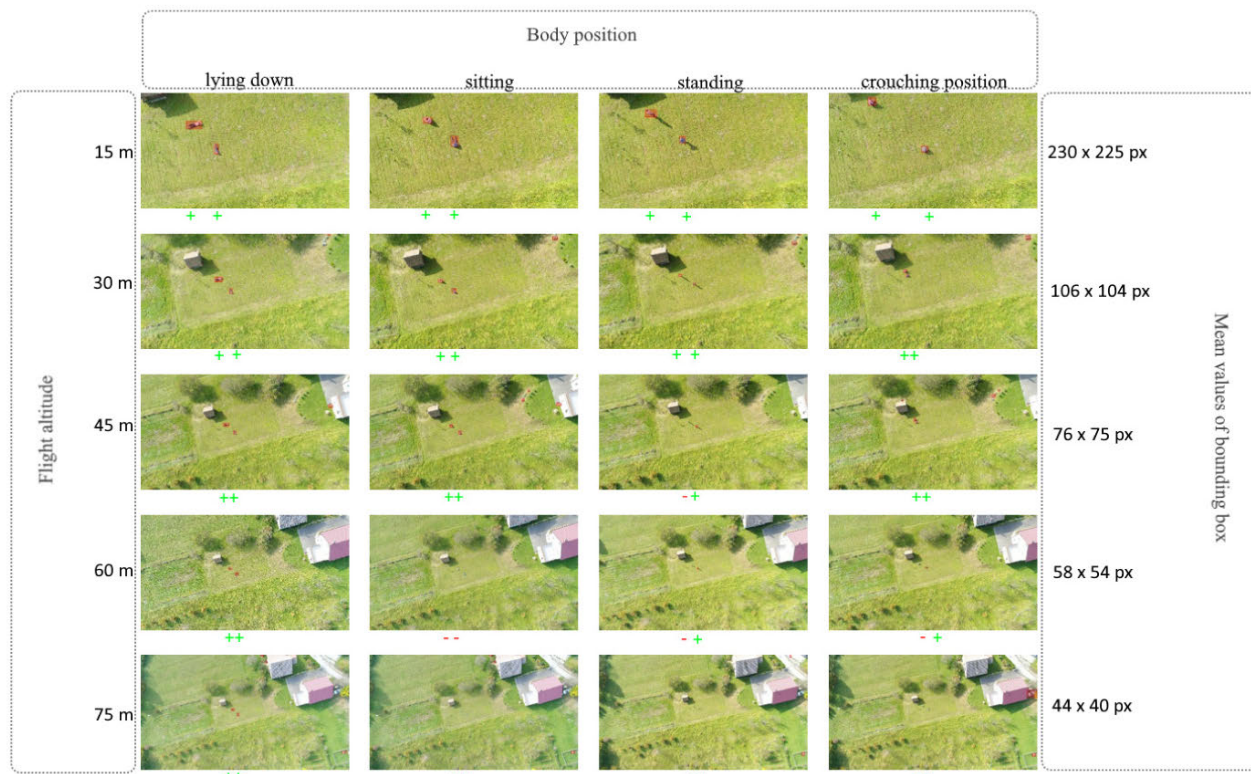 Body position
lying down sitting standing crouching position
15 m 230 x 225 px
+ + + + + + + +
30 m 106 x 104 px
+ + ++ + + ++
45 m 76 x 75 px
++ ++ -+ ++
60 m 58 x 54 px
++ -- -+ -+
75 m 44 x 40 px
Flight altitude
Mean values of bounding box